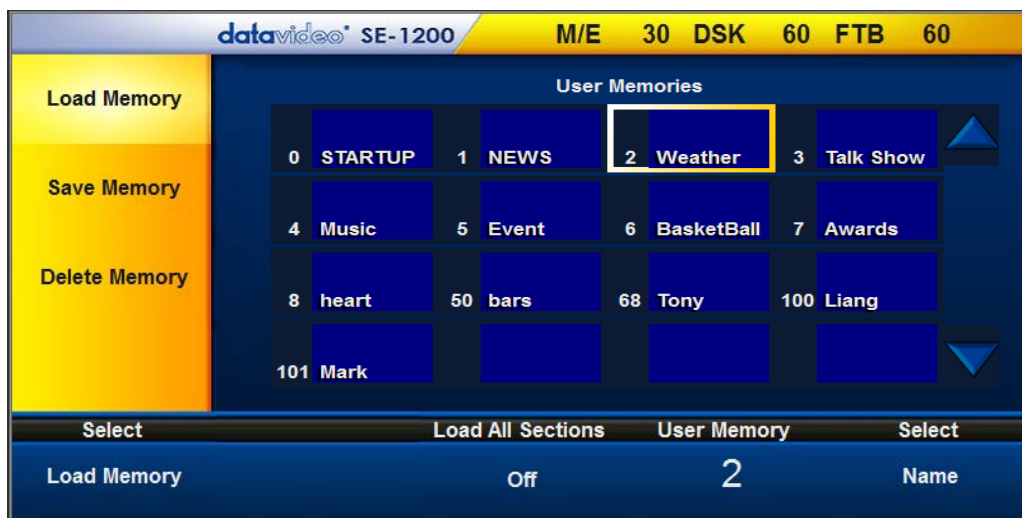 datavideo SE-1200 M/E 30 DSK 60 FTB 60
Load Memory
Save Memory
Delete Memory
User Memories
0 STARTUP 1 NEWS 2 Weather 3 Talk Show
4 Music 5 Event 6 BasketBall 7 Awards
8 heart 50 bars 68 Tony 100 Liang
101 Mark
Select Load All Sections User Memory Select
Load Memory Off 2 Name